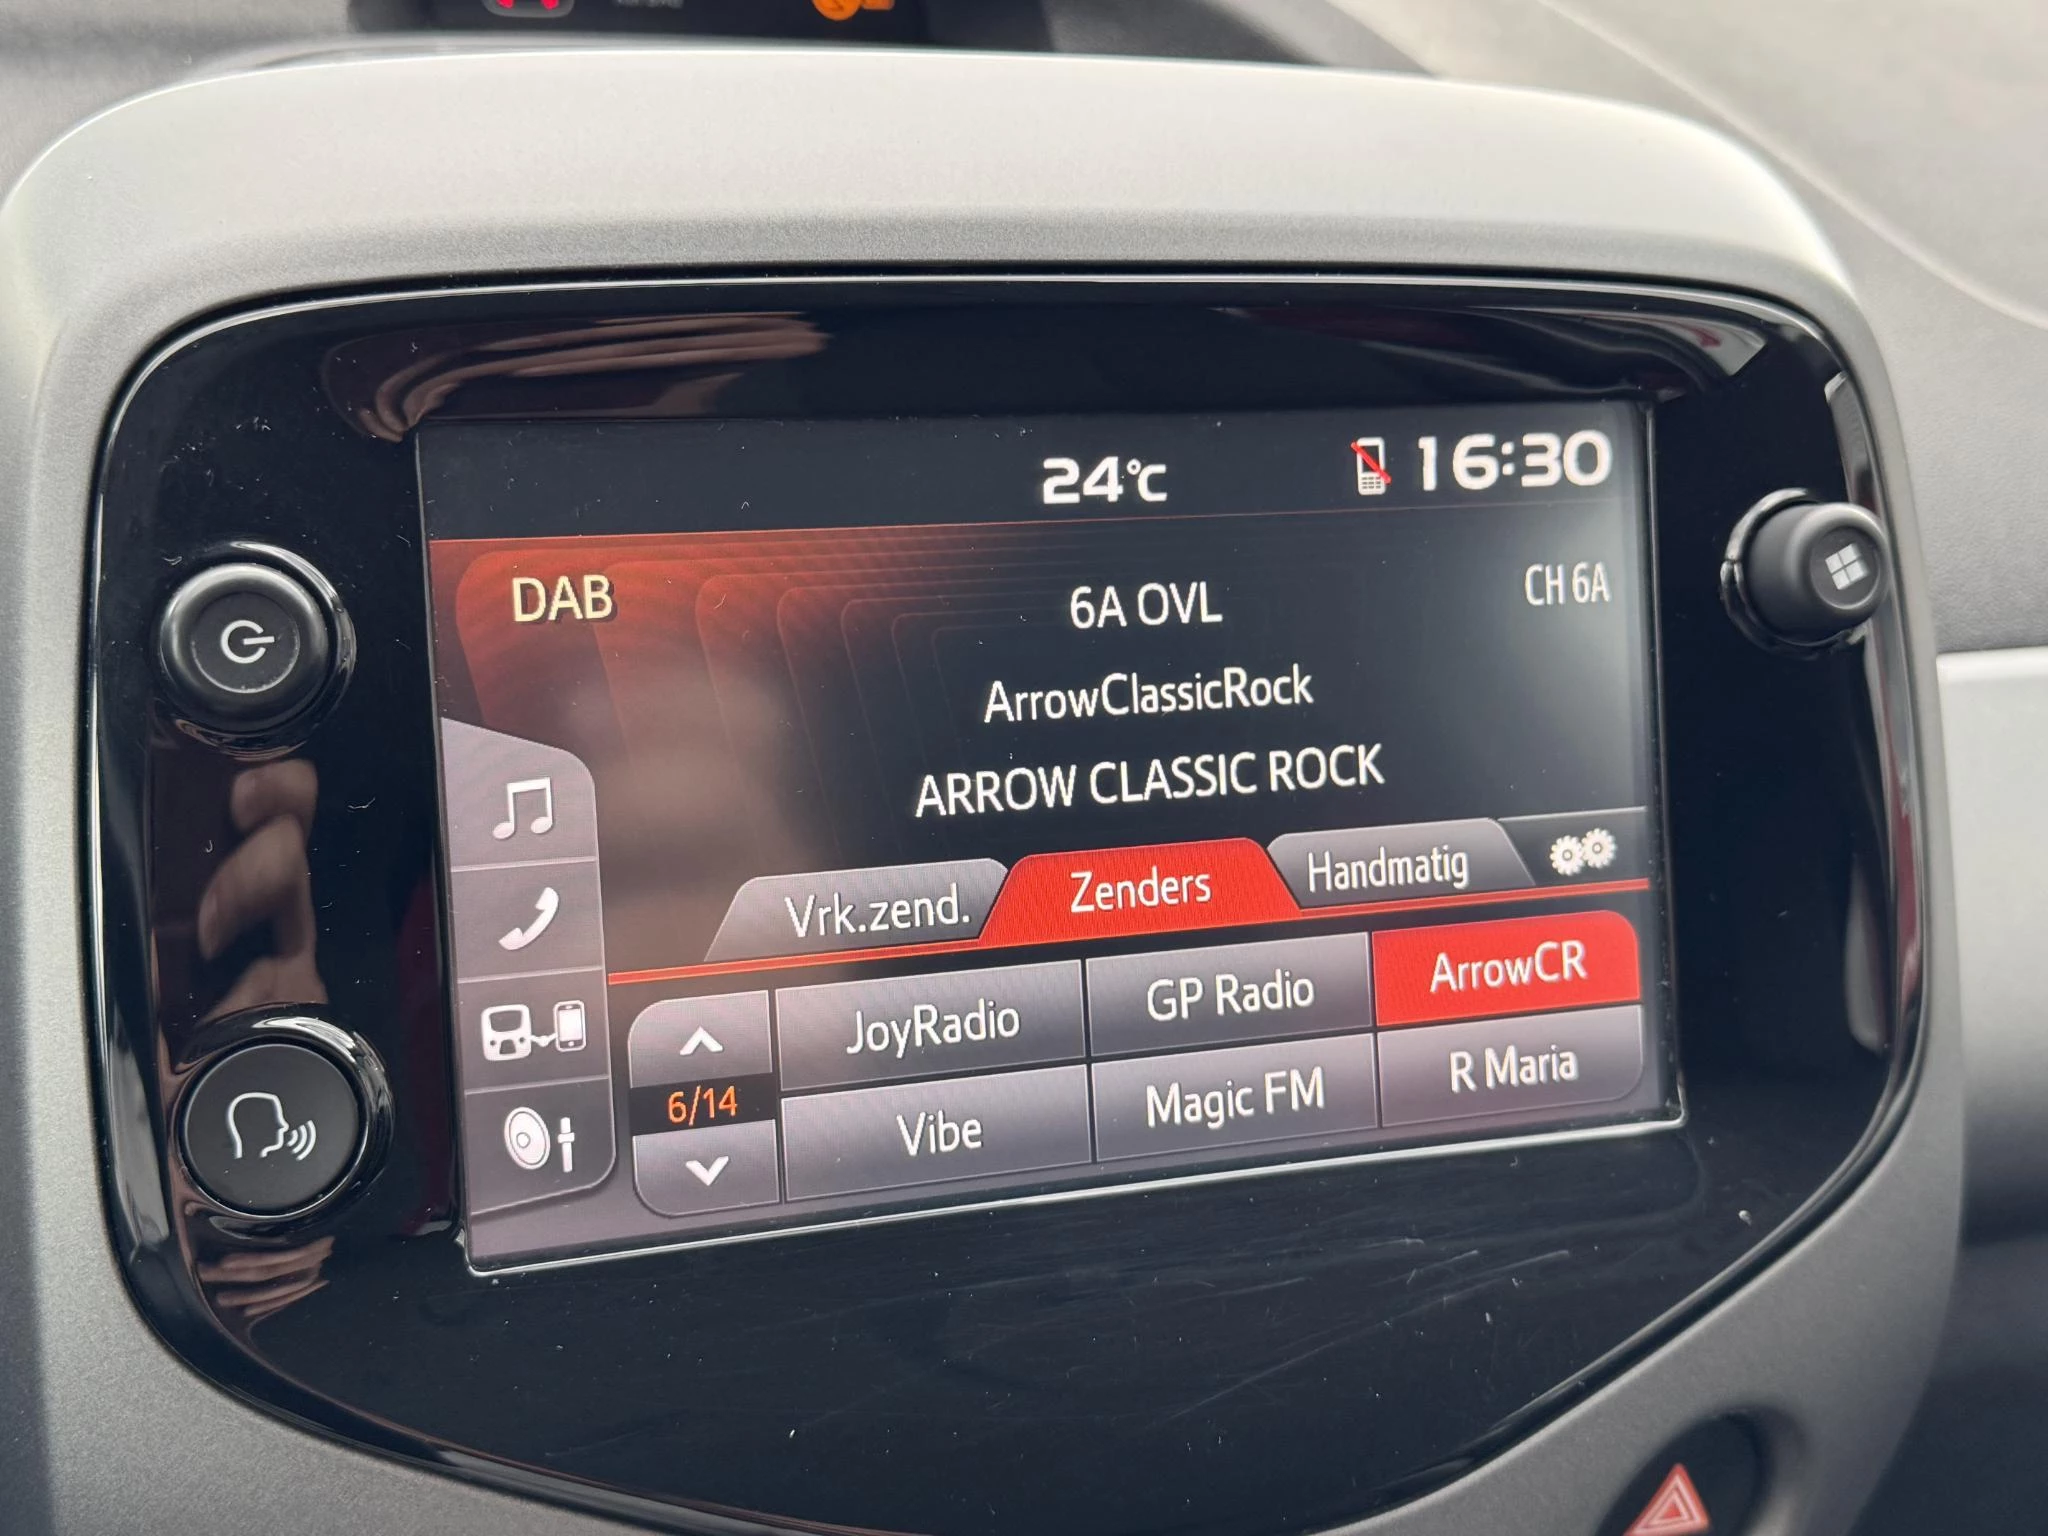 24°C 16:30
DAB 6A OVL CH 6A
ArrowClassicRock
ARROW CLASSIC ROCK
Vrk.zend. Zenders Handmatig
JoyRadio GP Radio ArrowCR
6/14
Vibe Magic FM R Maria